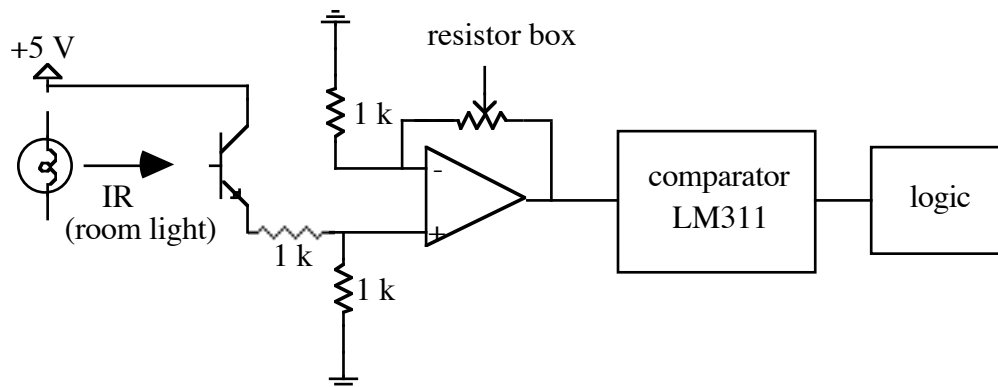 resistor box
+5 V
1 k
IR
(room light)
-
+
1 k
1 k
comparator
LM311
logic